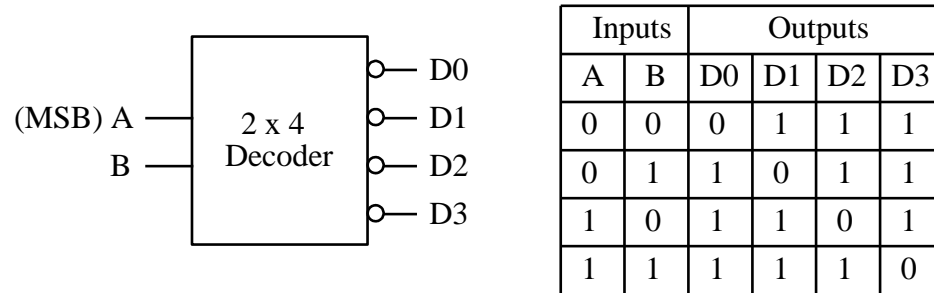 D0
(MSB) A
D1
2 x 4
Decoder
B
D2
D3
Inputs Outputs
A B D0 D1 D2 D3
0 0 0 1 1 1
0 1 1 0 1 1
1 0 1 1 0 1
1 1 1 1 1 0